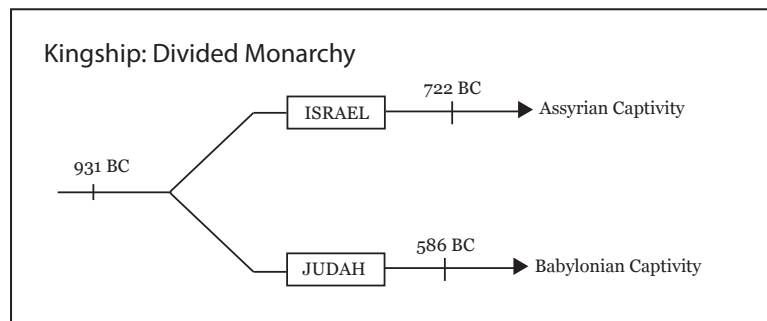 Kingship: Divided Monarchy
722 BC
ISRAEL
Assyrian Captivity
931 BC
586 BC
JUDAH
Babylonian Captivity